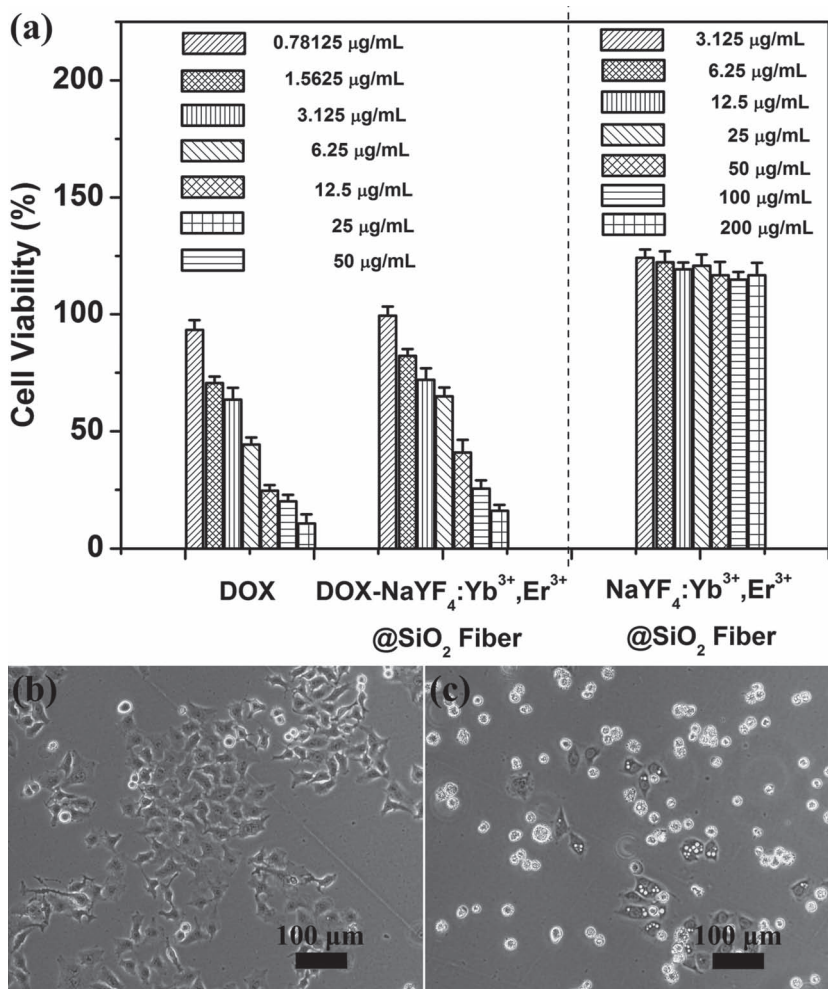 (a)
Cell Viability (%)
200
150
100
50
0
0.78125 μg/mL
1.5625 μg/mL
3.125 μg/mL
6.25 μg/mL
12.5 μg/mL
25 μg/mL
50 μg/mL
3.125 μg/mL
6.25 μg/mL
12.5 μg/mL
25 μg/mL
50 μg/mL
100 μg/mL
200 μg/mL
DOX
DOX-NaYF₄:Yb³⁺,Er³⁺
@SiO₂ Fiber
NaYF₄:Yb³⁺,Er³⁺
@SiO₂ Fiber
(b)
100 μm
(c)
100 μm